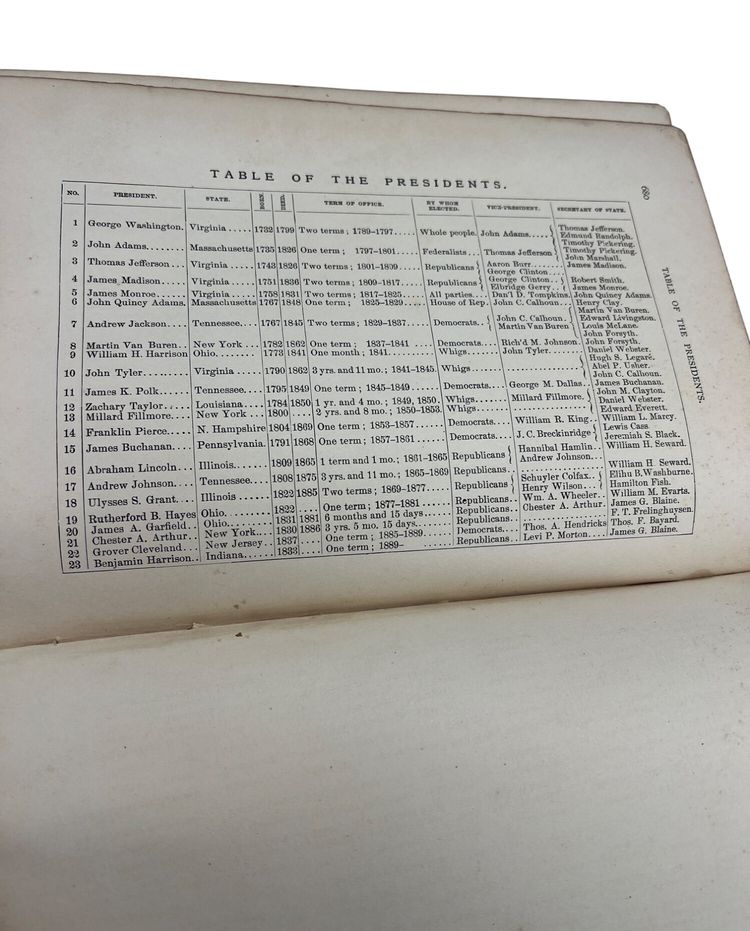 TABLE OF THE PRESIDENTS.
680
TABLE OF THE PRESIDENTS.
NO. PRESIDENT. STATE. BORN. DIED. TERM OF OFFICE. BY WHOM ELECTED. VICE-PRESIDENT. SECRETARY OF STATE.
1 George Washington. Virginia ..... 1732 1799 Two terms; 1789-1797..... Whole people. John Adams..... { Thomas Jefferson.
Edmund Randolph.
Timothy Pickering.
2 John Adams........ Massachusetts 1735 1826 One term ; 1797-1801.... Federalists... Thomas Jefferson { Timothy Pickering.
John Marshall.
3 Thomas Jefferson... Virginia ..... 1743 1826 Two terms; 1801-1809..... Republicans { Aaron Burr...... James Madison.
George Clinton....
4 James Madison..... Virginia ..... 1751 1836 Two terms; 1809-1817..... Republicans { George Clinton.. { Robert Smith.
Elbridge Gerry.. James Monroe.
5 James Monroe..... Virginia ..... 1758 1831 Two terms; 1817-1825..... All parties.... Dan'l D. Tompkins. John Quincy Adams.
6 John Quincy Adams. Massachusetts 1767 1848 One term; 1825-1829..... House of Rep. John C. Calhoun... Henry Clay.
7 Andrew Jackson.... Tennessee.... 1767 1845 Two terms; 1829-1837..... Democrats.. { John C. Calhoun. Martin Van Buren { Martin Van Buren.
Edward Livingston.
Louis McLane.
John Forsyth.
8 Martin Van Buren.. New York ... 1782 1862 One term; 1837-1841..... Democrats.... Rich'd M. Johnson. John Forsyth.
9 William H. Harrison Ohio......... 1773 1841 One month; 1841......... Whigs........ John Tyler....... Daniel Webster.
10 John Tyler........ Virginia ..... 1790 1862 3 yrs. and 11 mo.; 1841-1845. Whigs........ ............... { Hugh S. Legaré.
Abel P. Usher.
John C. Calhoun.
11 James K. Polk...... Tennessee.... 1795 1849 One term; 1845-1849..... Democrats.... George M. Dallas.. James Buchanan.
12 Zachary Taylor..... Louisiana.... 1784 1850 1 yr. and 4 mo.; 1849, 1850. Whigs........ Millard Fillmore. John M. Clayton.
13 Millard Fillmore.... New York ... 1800 .... 2 yrs. and 8 mo.; 1850-1853. Whigs........ ............... { Daniel Webster.
Edward Everett.
14 Franklin Pierce.... N. Hampshire 1804 1869 One term; 1853-1857..... Democrats.... William R. King.. William L. Marcy.
15 James Buchanan.... Pennsylvania. 1791 1868 One term; 1857-1861..... Democrats.... J. C. Breckinridge { Lewis Cass
Jeremiah S. Black.
16 Abraham Lincoln... Illinois...... 1809 1865 1 term and 1 mo.; 1861-1865 Republicans { Hannibal Hamlin.. William H. Seward.
Andrew Johnson...
17 Andrew Johnson.... Tennessee.... 1808 1875 3 yrs. and 11 mo.; 1865-1869 Republicans.. ............... William H. Seward.
18 Ulysses S. Grant.... Illinois ...... 1822 1885 Two terms; 1869-1877..... Republicans { Schuyler Colfax.. { Elihu B. Washburne.
Henry Wilson... Hamilton Fish.
19 Rutherford B. Hayes Ohio......... 1822 .... One term; 1877-1881 ..... Republicans.. Wm. A. Wheeler.. William M. Evarts.
20 James A. Garfield.. Ohio......... 1831 1881 6 months and 15 days...... Republicans.. Chester A. Arthur. James G. Blaine.
21 Chester A. Arthur.. New York.... 1830 1886 3 yrs. 5 mo. 15 days...... Republicans.. ............... F. T. Frelinghuysen.
22 Grover Cleveland... New Jersey.. 1837 .... One term; 1885-1889...... Democrats... Thos. A. Hendricks Thos. F. Bayard.
23 Benjamin Harrison.. Indiana..... 1833 .... One term; 1889- ...... Republicans.. Levi P. Morton.... James G. Blaine.